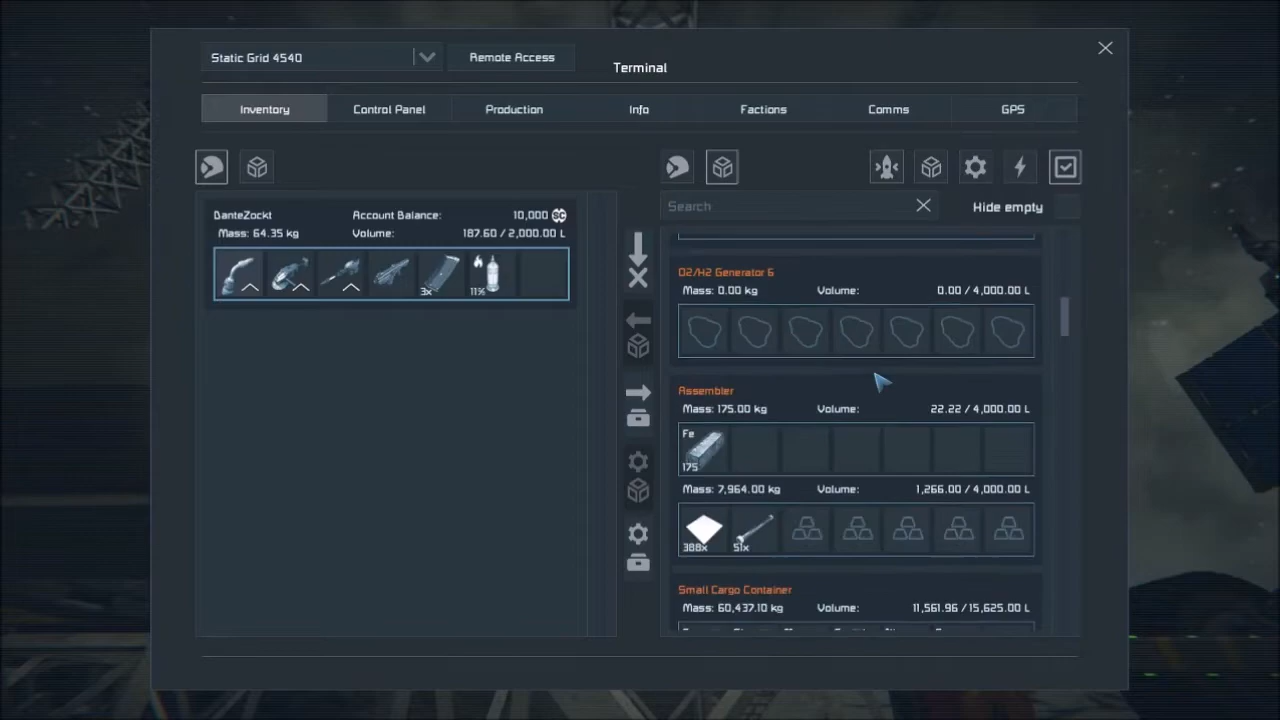 Static Grid 4540
Remote Access
Terminal
Inventory
Control Panel
Production
Info
Factions
Comms
GPS
DanteZockt
Account Balance:
10,000 SC
Mass: 64.35 kg
Volume:
187.60 / 2,000.00 L
3x
11%
Search
Hide empty
O2/H2 Generator 6
Mass: 0.00 kg
Volume:
0.00 / 4,000.00 L
Assembler
Mass: 175.00 kg
Volume:
22.22 / 4,000.00 L
Fe
175
Mass: 7,964.00 kg
Volume:
1,266.00 / 4,000.00 L
388x
51x
Small Cargo Container
Mass: 60,437.10 kg
Volume:
11,561.96 / 15,625.00 L